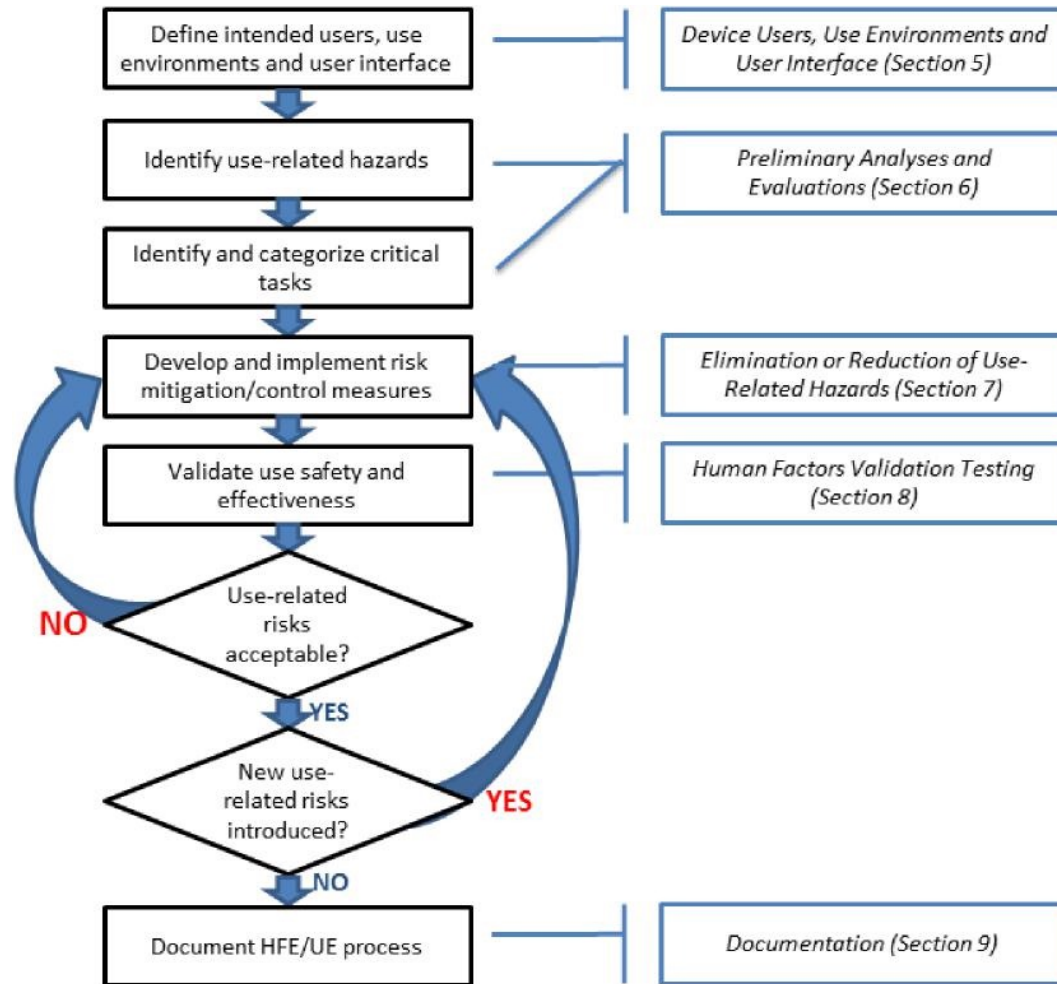 Define intended users, use
environments and user interface
Device Users, Use Environments and
User Interface (Section 5)
Identify use-related hazards
Preliminary Analyses and
Evaluations (Section 6)
Identify and categorize critical
tasks
Develop and implement risk
mitigation/control measures
Elimination or Reduction of Use-
Related Hazards (Section 7)
Validate use safety and
effectiveness
Human Factors Validation Testing
(Section 8)
Use-related
risks
acceptable?
NO
YES
New use-
related risks
introduced?
YES
NO
Document HFE/UE process
Documentation (Section 9)